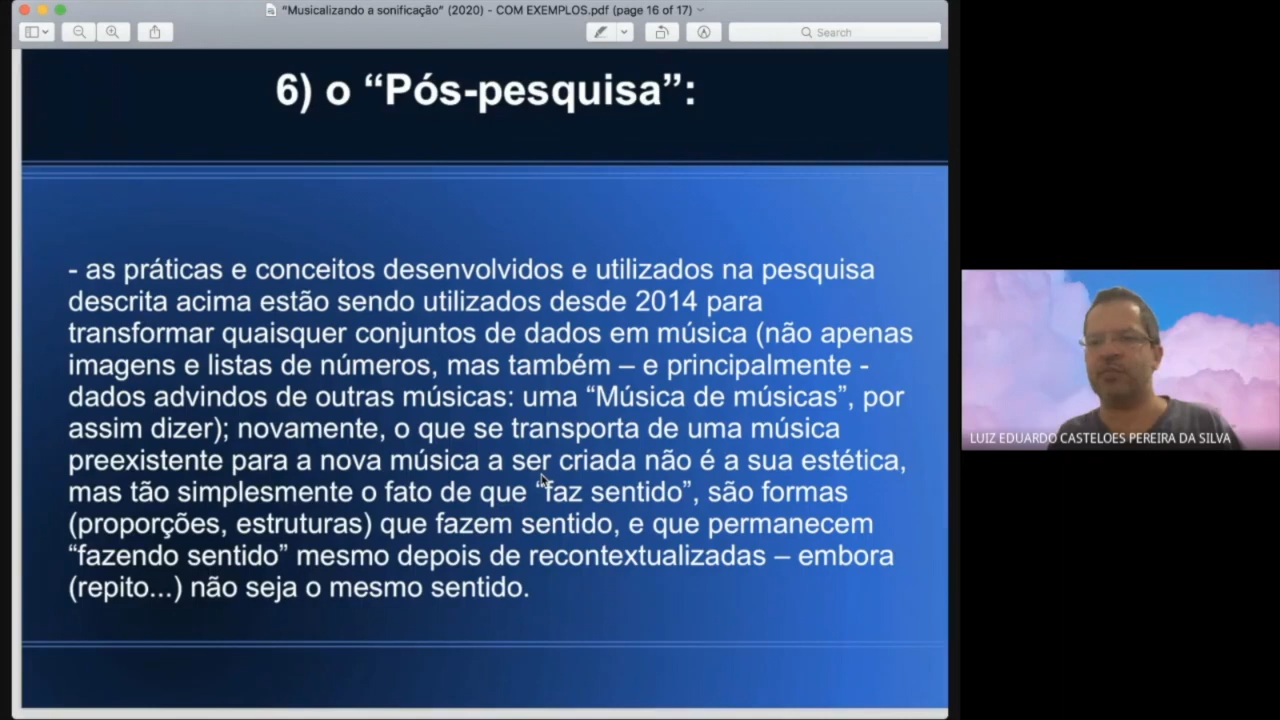 “Musicalizando a sonificação” (2020) - COM EXEMPLOS.pdf (page 16 of 17)
Search
6) o “Pós-pesquisa”:
- as práticas e conceitos desenvolvidos e utilizados na pesquisa
descrita acima estão sendo utilizados desde 2014 para
transformar quaisquer conjuntos de dados em música (não apenas
imagens e listas de números, mas também – e principalmente -
dados advindos de outras músicas: uma “Música de músicas”, por
assim dizer); novamente, o que se transporta de uma música
preexistente para a nova música a ser criada não é a sua estética,
mas tão simplesmente o fato de que “faz sentido”, são formas
(proporções, estruturas) que fazem sentido, e que permanecem
“fazendo sentido” mesmo depois de recontextualizadas – embora
(repito...) não seja o mesmo sentido.
LUIZ EDUARDO CASTELOES PEREIRA DA SILVA